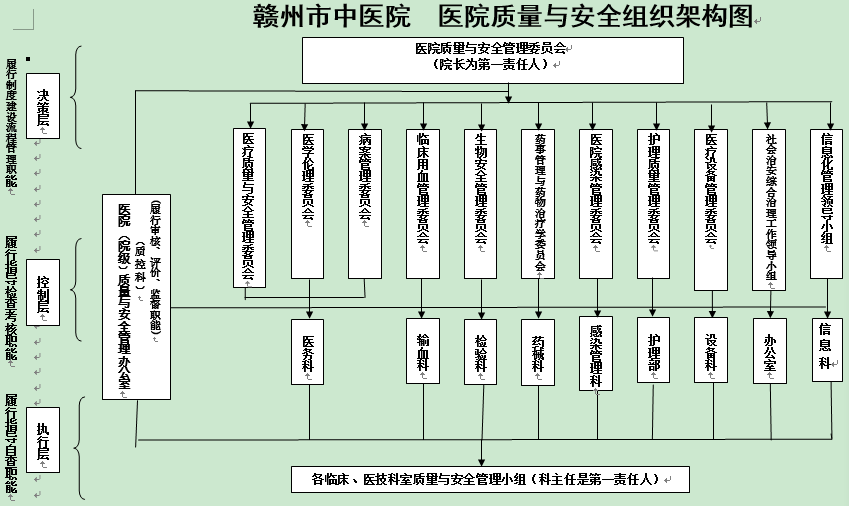 赣州市中医院 医院质量与安全组织架构图
医院质量与安全管理委员会
（院长为第一责任人）
履行制度建设流程管理职能
决策层
医疗质量与安全管理委员会
医学伦理委员会
病案管理委员会
临床用血管理委员会
生物安全管理委员会
药事管理与药物治疗学委员会
医院感染管理委员会
护理质量管理委员会
医疗设备管理委员会
社会治安综合治理工作领导小组
信息化管理领导小组
医院（院级）质量与安全管理办公室
（质控科）
（履行审核、评价、监督职能）
履行指导检查考核职能
控制层
医务科
输血科
检验科
药械科
感染管理科
护理部
设备科
办公室
信息科
履行指导自查职能
执行层
各临床、医技科室质量与安全管理小组（科主任是第一责任人）